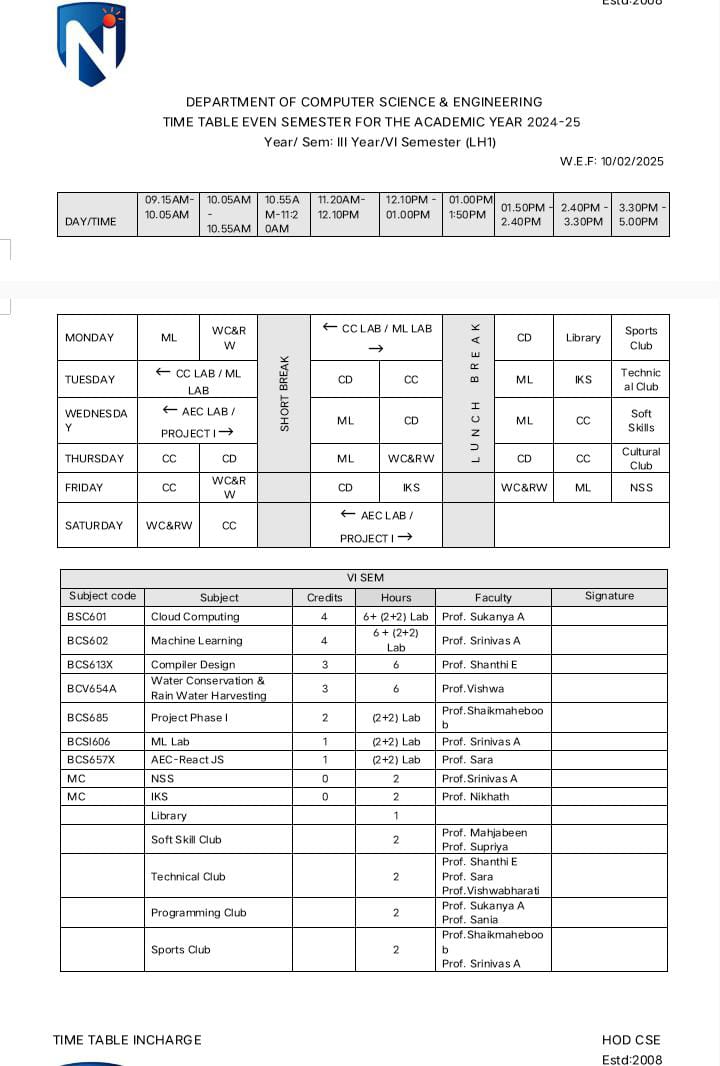 Estd:2008
N
DEPARTMENT OF COMPUTER SCIENCE & ENGINEERING
TIME TABLE EVEN SEMESTER FOR THE ACADEMIC YEAR 2024-25
Year/ Sem: III Year/VI Semester (LH1)
W.E.F: 10/02/2025
DAY/TIME 09.15AM-10.05AM 10.05AM - 10.55AM 10.55AM-11:20AM 11.20AM-12.10PM 12.10PM - 01.00PM 01.00PM 1:50PM 01.50PM - 2.40PM 2.40PM - 3.30PM 3.30PM - 5.00PM
MONDAY ML WC&RW SHORT BREAK ← CC LAB / ML LAB → LUNCH BREAK CD Library Sports Club
TUESDAY ← CC LAB / ML LAB CD CC ML IKS Technical Club
WEDNESDAY ← AEC LAB / PROJECT I → ML CD ML CC Soft Skills
THURSDAY CC CD ML WC&RW CD CC Cultural Club
FRIDAY CC WC&RW CD IKS WC&RW ML NSS
SATURDAY WC&RW CC ← AEC LAB / PROJECT I →
VI SEM
Subject code Subject Credits Hours Faculty Signature
BSC601 Cloud Computing 4 6+ (2+2) Lab Prof. Sukanya A
BCS602 Machine Learning 4 6 + (2+2) Lab Prof. Srinivas A
BCS613X Compiler Design 3 6 Prof. Shanthi E
BCV654A Water Conservation & Rain Water Harvesting 3 6 Prof.Vishwa
BCS685 Project Phase I 2 (2+2) Lab Prof.Shaikmaheboob
BCSl606 ML Lab 1 (2+2) Lab Prof. Srinivas A
BCS657X AEC-React JS 1 (2+2) Lab Prof. Sara
MC NSS 0 2 Prof.Srinivas A
MC IKS 0 2 Prof. Nikhath
Library 1
Soft Skill Club 2 Prof. Mahjabeen Prof. Supriya
Technical Club 2 Prof. Shanthi E Prof. Sara Prof.Vishwabharati
Programming Club 2 Prof. Sukanya A Prof. Sania
Sports Club 2 Prof.Shaikmaheboob Prof. Srinivas A
TIME TABLE INCHARGE HOD CSE
Estd:2008